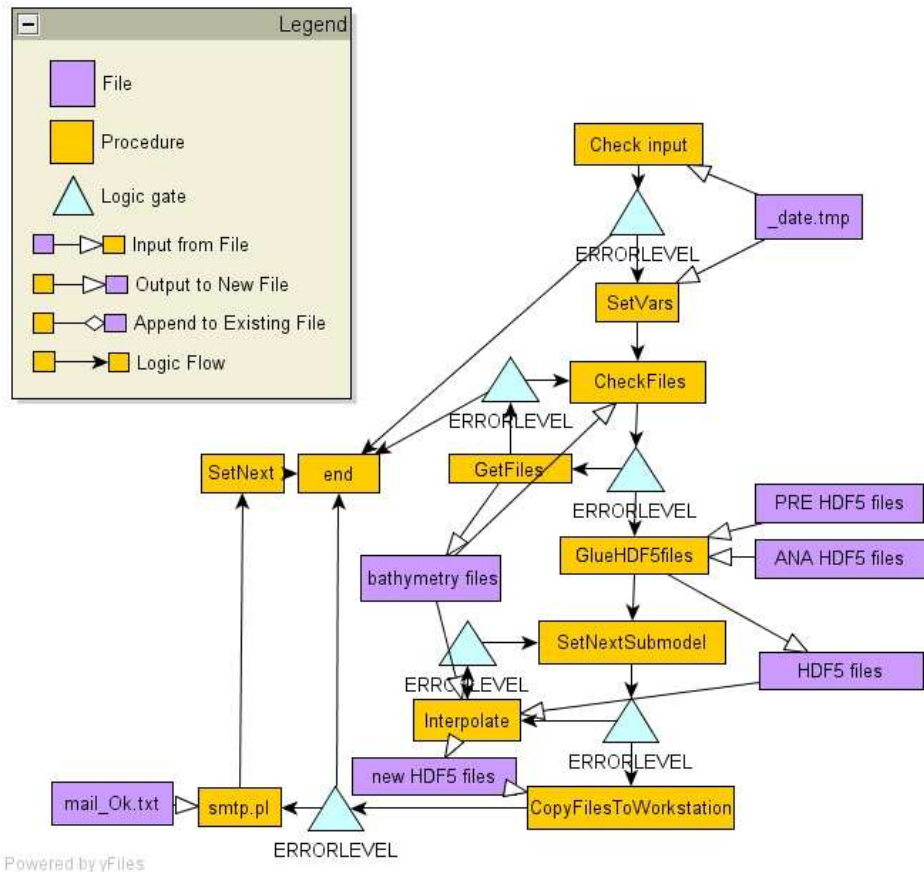 Legend
File
Procedure
Logic gate
Input from File
Output to New File
Append to Existing File
Logic Flow
Check input
_date.tmp
ERRORLEVEL
SetVars
CheckFiles
ERRORLEVEL
SetNext
end
GetFiles
ERRORLEVEL
PRE HDF5 files
GlueHDF5files
ANA HDF5 files
bathymetry files
SetNextSubmodel
HDF5 files
ERRORLEVEL
Interpolate
ERRORLEVEL
new HDF5 files
mail_Ok.txt
smtp.pl
CopyFilesToWorkstation
ERRORLEVEL
Powered by yFiles